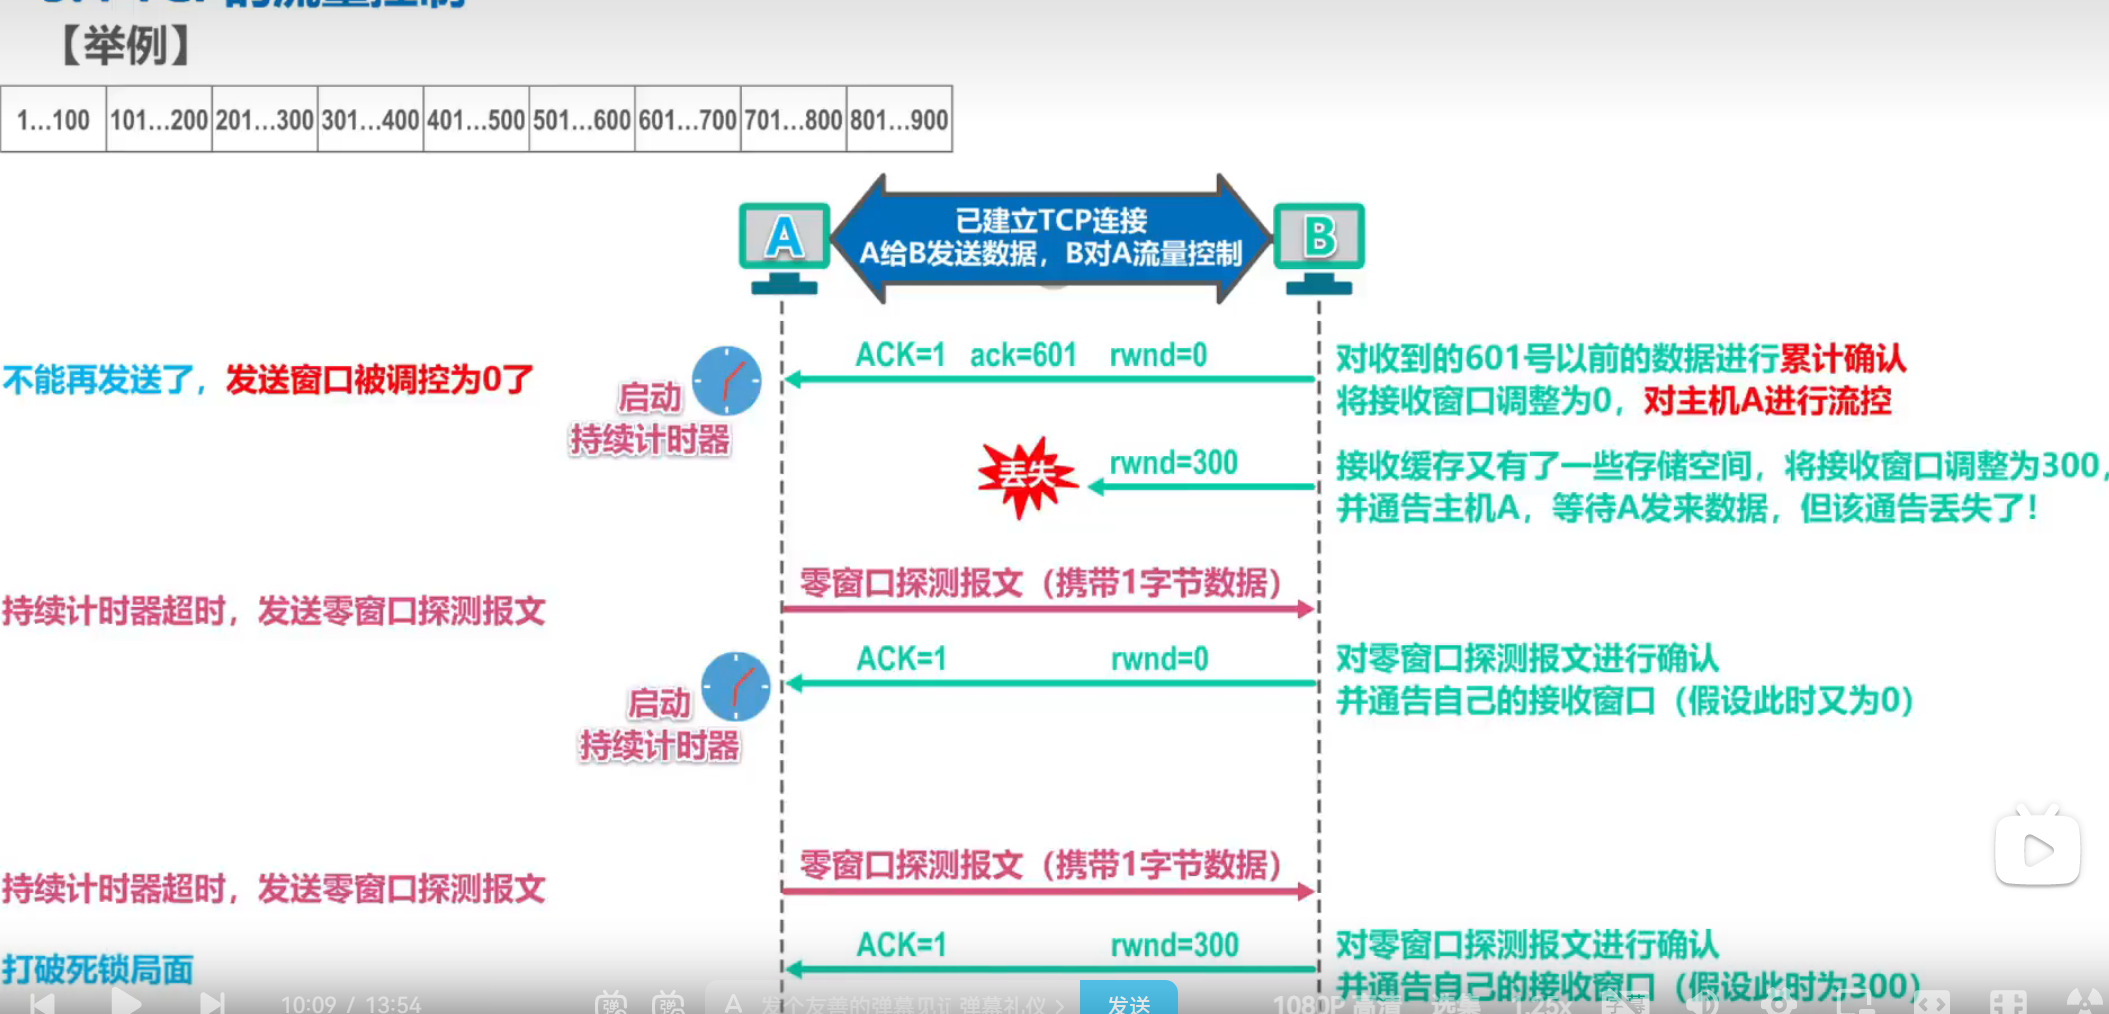 【举例】
1...100 101...200 201...300 301...400 401...500 501...600 601...700 701...800 801...900
已建立TCP连接
A A给B发送数据，B对A流量控制 B
ACK=1 ack=601 rwnd=0
对收到的601号以前的数据进行累计确认
不能再发送了，发送窗口被调控为0了
启动
持续计时器
将接收窗口调整为0，对主机A进行流控
丢失
rwnd=300
接收缓存又有了一些存储空间，将接收窗口调整为300，
并通告主机A，等待A发来数据，但该通告丢失了！
零窗口探测报文（携带1字节数据）
持续计时器超时，发送零窗口探测报文
ACK=1 rwnd=0
对零窗口探测报文进行确认
启动
持续计时器
并通告自己的接收窗口（假设此时又为0）
零窗口探测报文（携带1字节数据）
持续计时器超时，发送零窗口探测报文
ACK=1 rwnd=300
对零窗口探测报文进行确认
打破死锁局面
并通告自己的接收窗口（假设此时为300）
10:09 / 13:54
发个友善的弹幕见证 弹幕礼仪 >
发送
1080P 高清
选集
1.25x